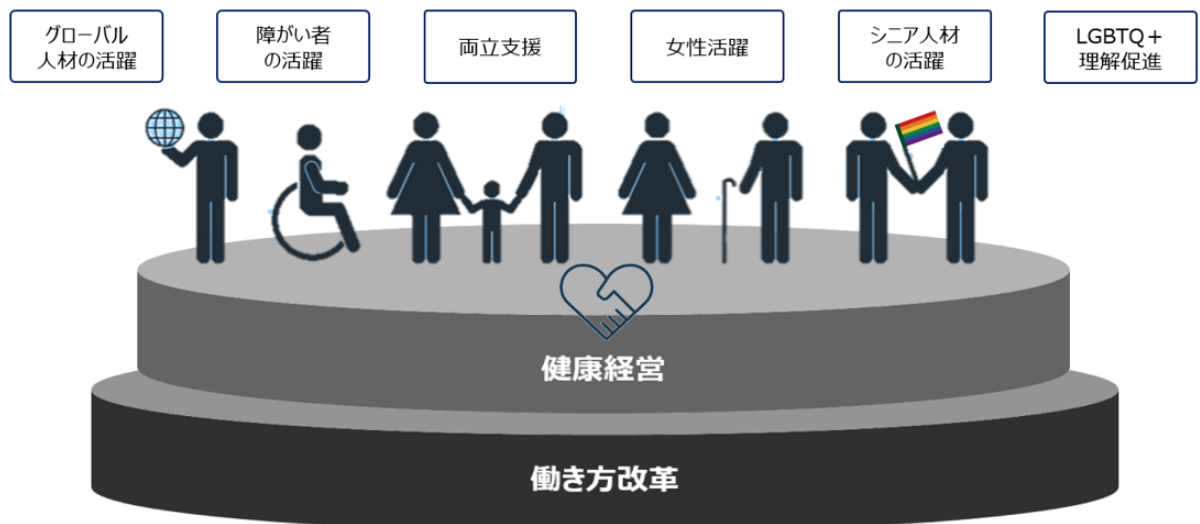 グローバル
人材の活躍
障がい者
の活躍
両立支援
女性活躍
シニア人材
の活躍
LGBTQ+
理解促進
健康経営
働き方改革